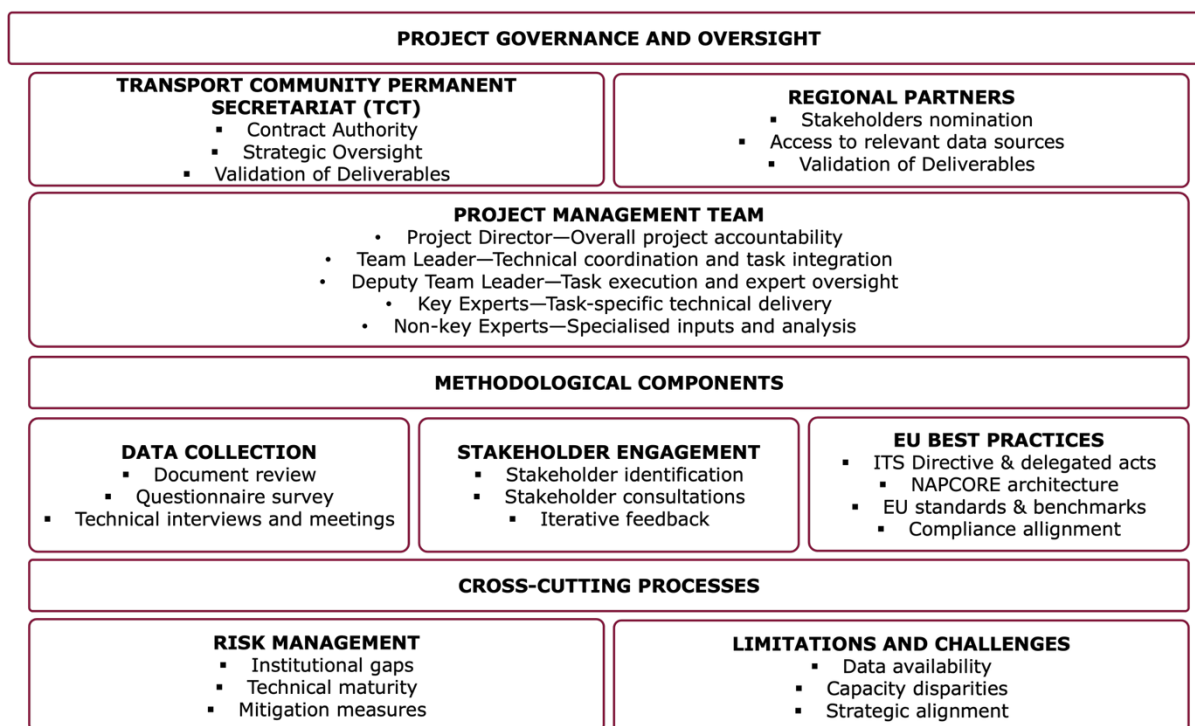 PROJECT GOVERNANCE AND OVERSIGHT
TRANSPORT COMMUNITY PERMANENT
SECRETARIAT (TCT)
▪ Contract Authority
▪ Strategic Oversight
▪ Validation of Deliverables
REGIONAL PARTNERS
▪ Stakeholders nomination
▪ Access to relevant data sources
▪ Validation of Deliverables
PROJECT MANAGEMENT TEAM
• Project Director—Overall project accountability
• Team Leader—Technical coordination and task integration
• Deputy Team Leader—Task execution and expert oversight
• Key Experts—Task-specific technical delivery
• Non-key Experts—Specialised inputs and analysis
METHODOLOGICAL COMPONENTS
DATA COLLECTION
▪ Document review
▪ Questionnaire survey
▪ Technical interviews and meetings
STAKEHOLDER ENGAGEMENT
▪ Stakeholder identification
▪ Stakeholder consultations
▪ Iterative feedback
EU BEST PRACTICES
▪ ITS Directive & delegated acts
▪ NAPCORE architecture
▪ EU standards & benchmarks
▪ Compliance allignment
CROSS-CUTTING PROCESSES
RISK MANAGEMENT
▪ Institutional gaps
▪ Technical maturity
▪ Mitigation measures
LIMITATIONS AND CHALLENGES
▪ Data availability
▪ Capacity disparities
▪ Strategic alignment